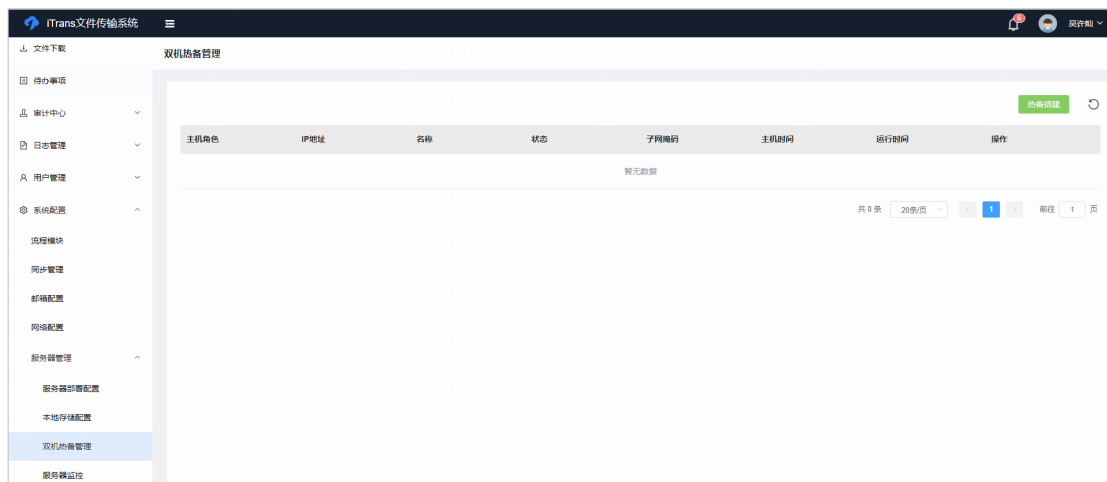 iTrans文件传输系统
6
吴许灿
文件下载
双机热备管理
待办事项
审计中心
热备搭建
日志管理
主机角色 IP地址 名称 状态 子网掩码 主机时间 运行时间 操作
用户管理
暂无数据
系统配置
共 0 条 20条/页 1 前往 1 页
流程模块
同步管理
邮箱配置
网络配置
服务器管理
服务器部署配置
本地存储配置
双机热备管理
服务器监控